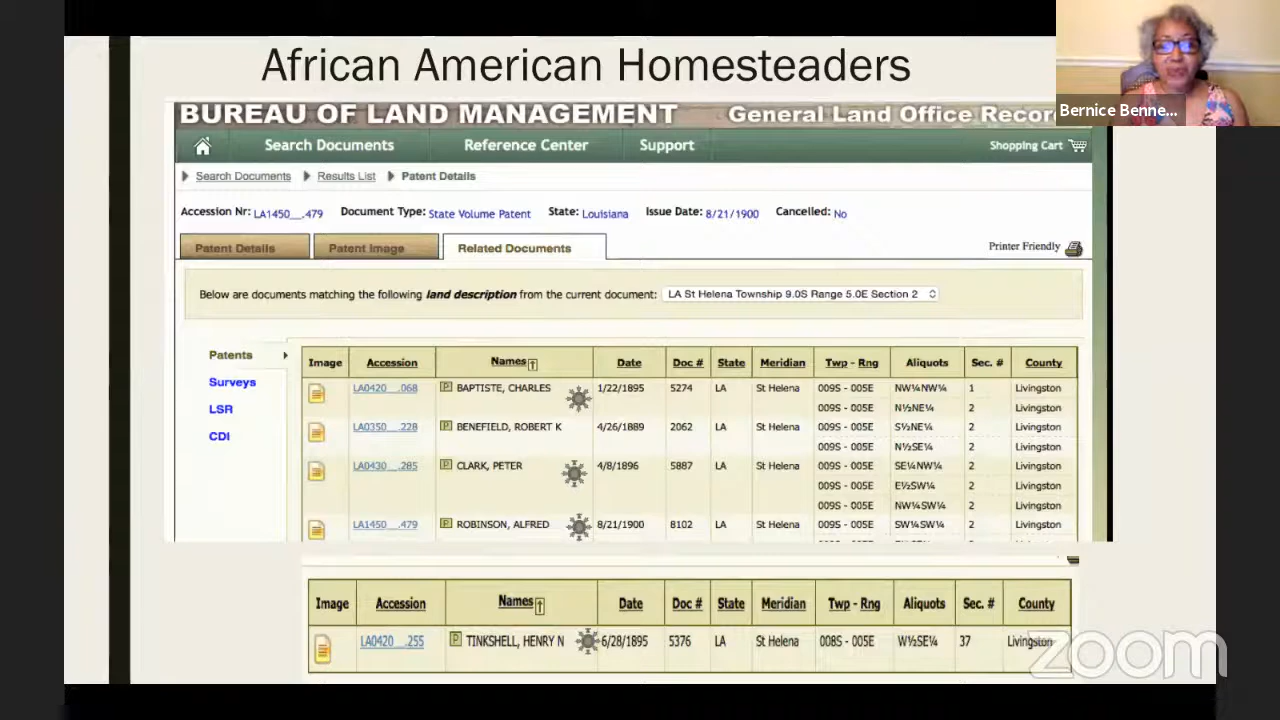 African American Homesteaders
Bernice Benne...
BUREAU OF LAND MANAGEMENT General Land Office Recor
Search Documents Reference Center Support Shopping Cart
Search Documents Results List Patent Details
Accession Nr: LA1450__.479 Document Type: State Volume Patent State: Louisiana Issue Date: 8/21/1900 Cancelled: No
Patent Details Patent Image Related Documents Printer Friendly
Below are documents matching the following land description from the current document: LA St Helena Township 9.0S Range 5.0E Section 2
Patents
Surveys
LSR
CDI
Image Accession Names Date Doc # State Meridian Twp - Rng Aliquots Sec. # County
LA0420__.068 P BAPTISTE, CHARLES 1/22/1895 5274 LA St Helena 009S - 005E NW¼NW¼ 1 Livingston
009S - 005E N½NE¼ 2 Livingston
LA0350__.228 P BENEFIELD, ROBERT K 4/26/1889 2062 LA St Helena 009S - 005E S½NE¼ 2 Livingston
009S - 005E N½SE¼ 2 Livingston
LA0430__.285 P CLARK, PETER 4/8/1896 5887 LA St Helena 009S - 005E SE¼NW¼ 2 Livingston
009S - 005E E½SW¼ 2 Livingston
009S - 005E NW¼SW¼ 2 Livingston
LA1450__.479 P ROBINSON, ALFRED 8/21/1900 8102 LA St Helena 009S - 005E SW¼SW¼ 2 Livingston
Image Accession Names Date Doc # State Meridian Twp - Rng Aliquots Sec. # County
LA0420__.255 P TINKSHELL, HENRY N 6/28/1895 5376 LA St Helena 008S - 005E W½SE¼ 37 Livingston
zoom